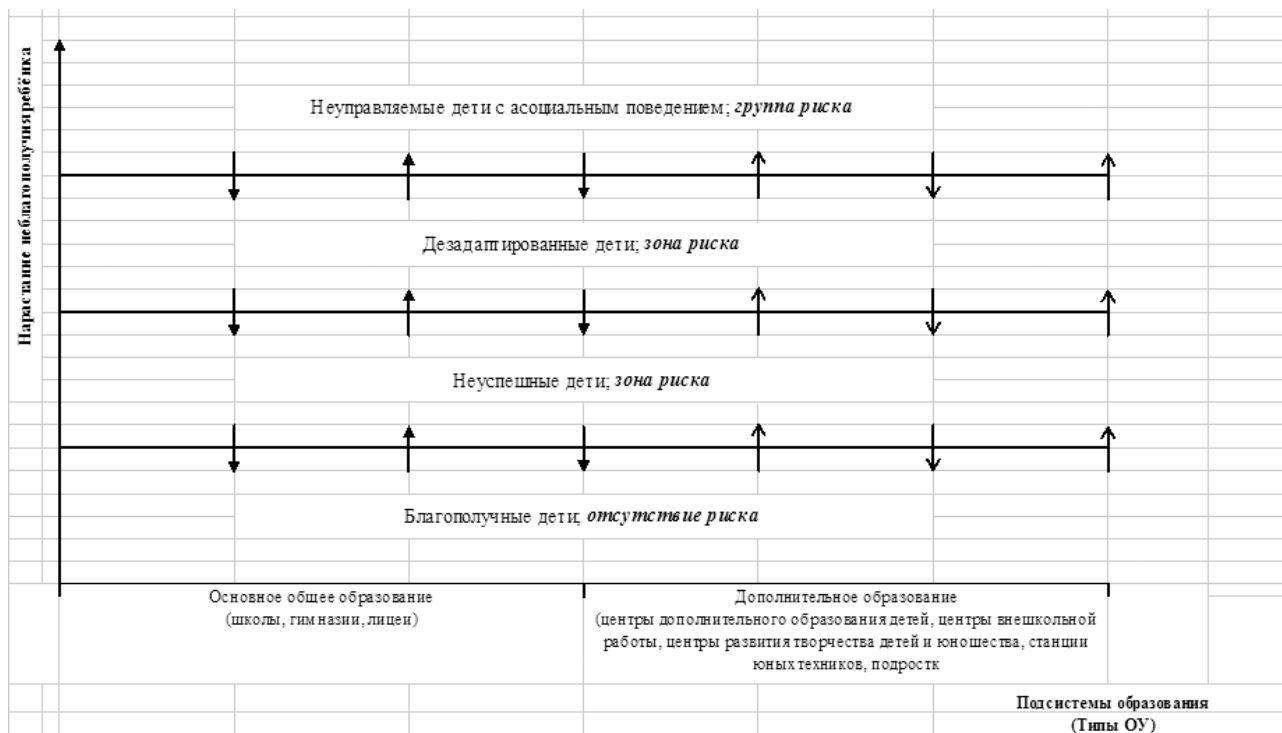 Нарастание неблагополучияребёнка
Неуправляемые дети с асоциальным поведением; группа риска
Дезадаптированные дети; зона риска
Неуспешные дети; зона риска
Благополучные дети; отсутствие риска
Основное общее образование
(школы, гимназии, лицеи)
Дополнительное образование
(центры дополнительного образования детей, центры внешкольной
работы, центры развития творчества детей и юношества, станции
юных техников, подростк
Подсистемы образования
(Типы ОУ)